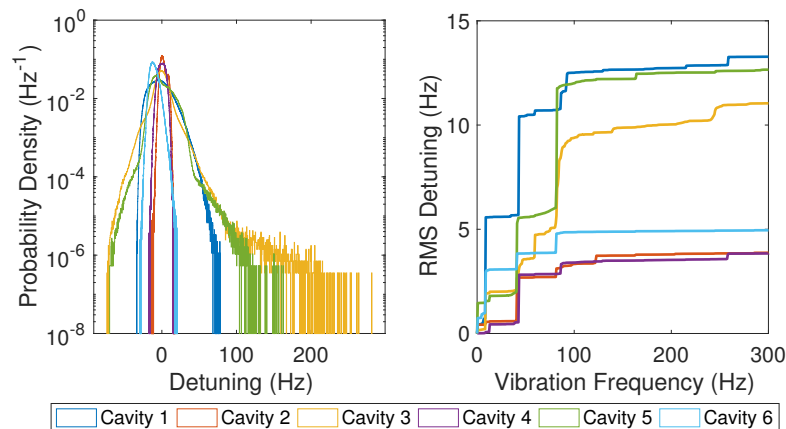 Probability Density (Hz⁻¹)
10⁰
10⁻²
10⁻⁴
10⁻⁶
10⁻⁸
0 100 200
Detuning (Hz)
RMS Detuning (Hz)
15
10
5
0
0 100 200 300
Vibration Frequency (Hz)
Cavity 1 Cavity 2 Cavity 3 Cavity 4 Cavity 5 Cavity 6